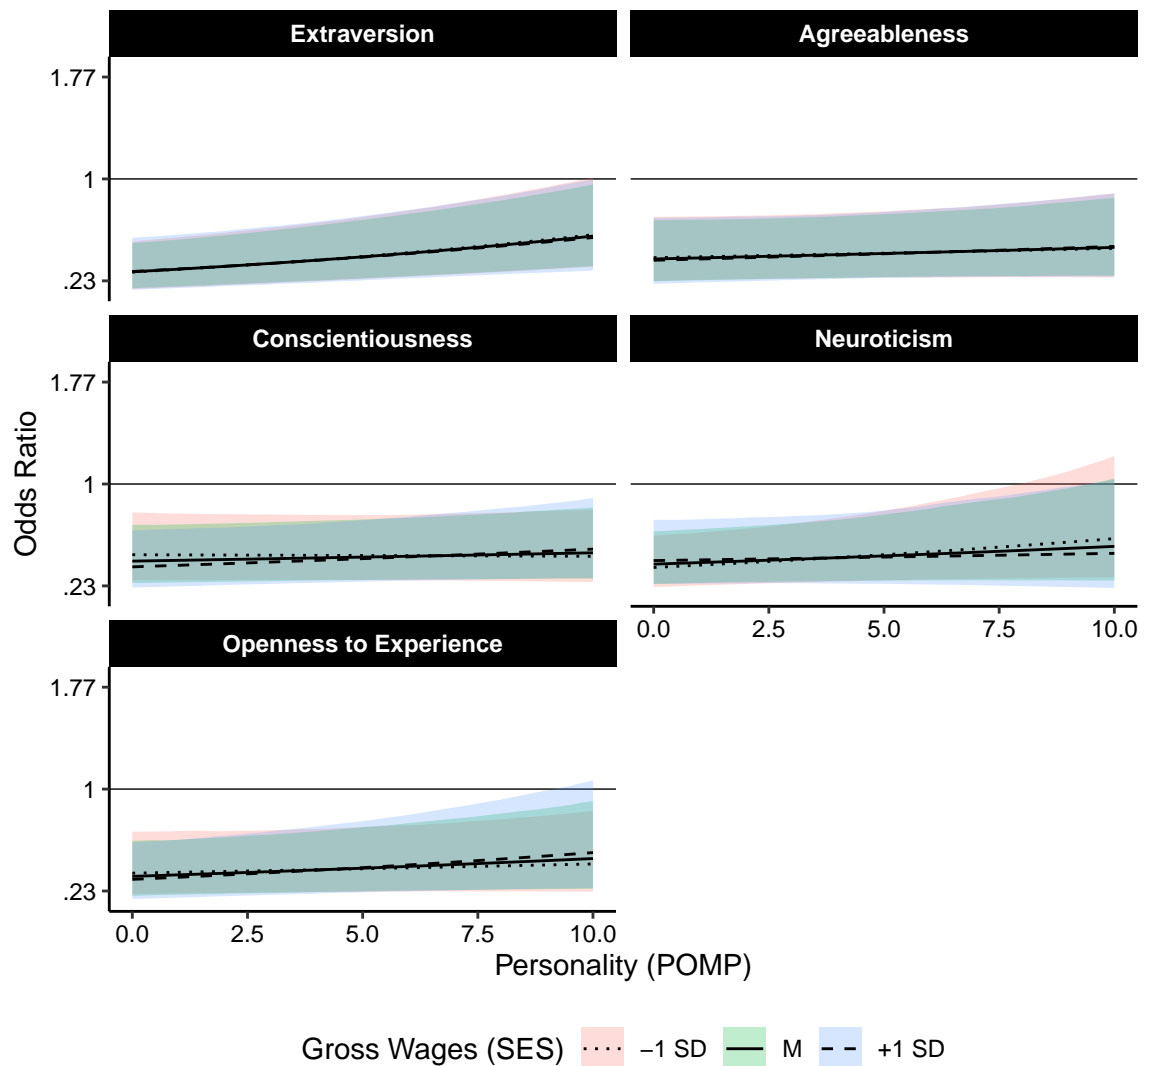 Extraversion
Agreeableness
1.77
1
.23
Conscientiousness
Neuroticism
1.77
1
.23
0.0 2.5 5.0 7.5 10.0
Openness to Experience
1.77
1
.23
0.0 2.5 5.0 7.5 10.0
Odds Ratio
Personality (POMP)
Gross Wages (SES) −1 SD M +1 SD